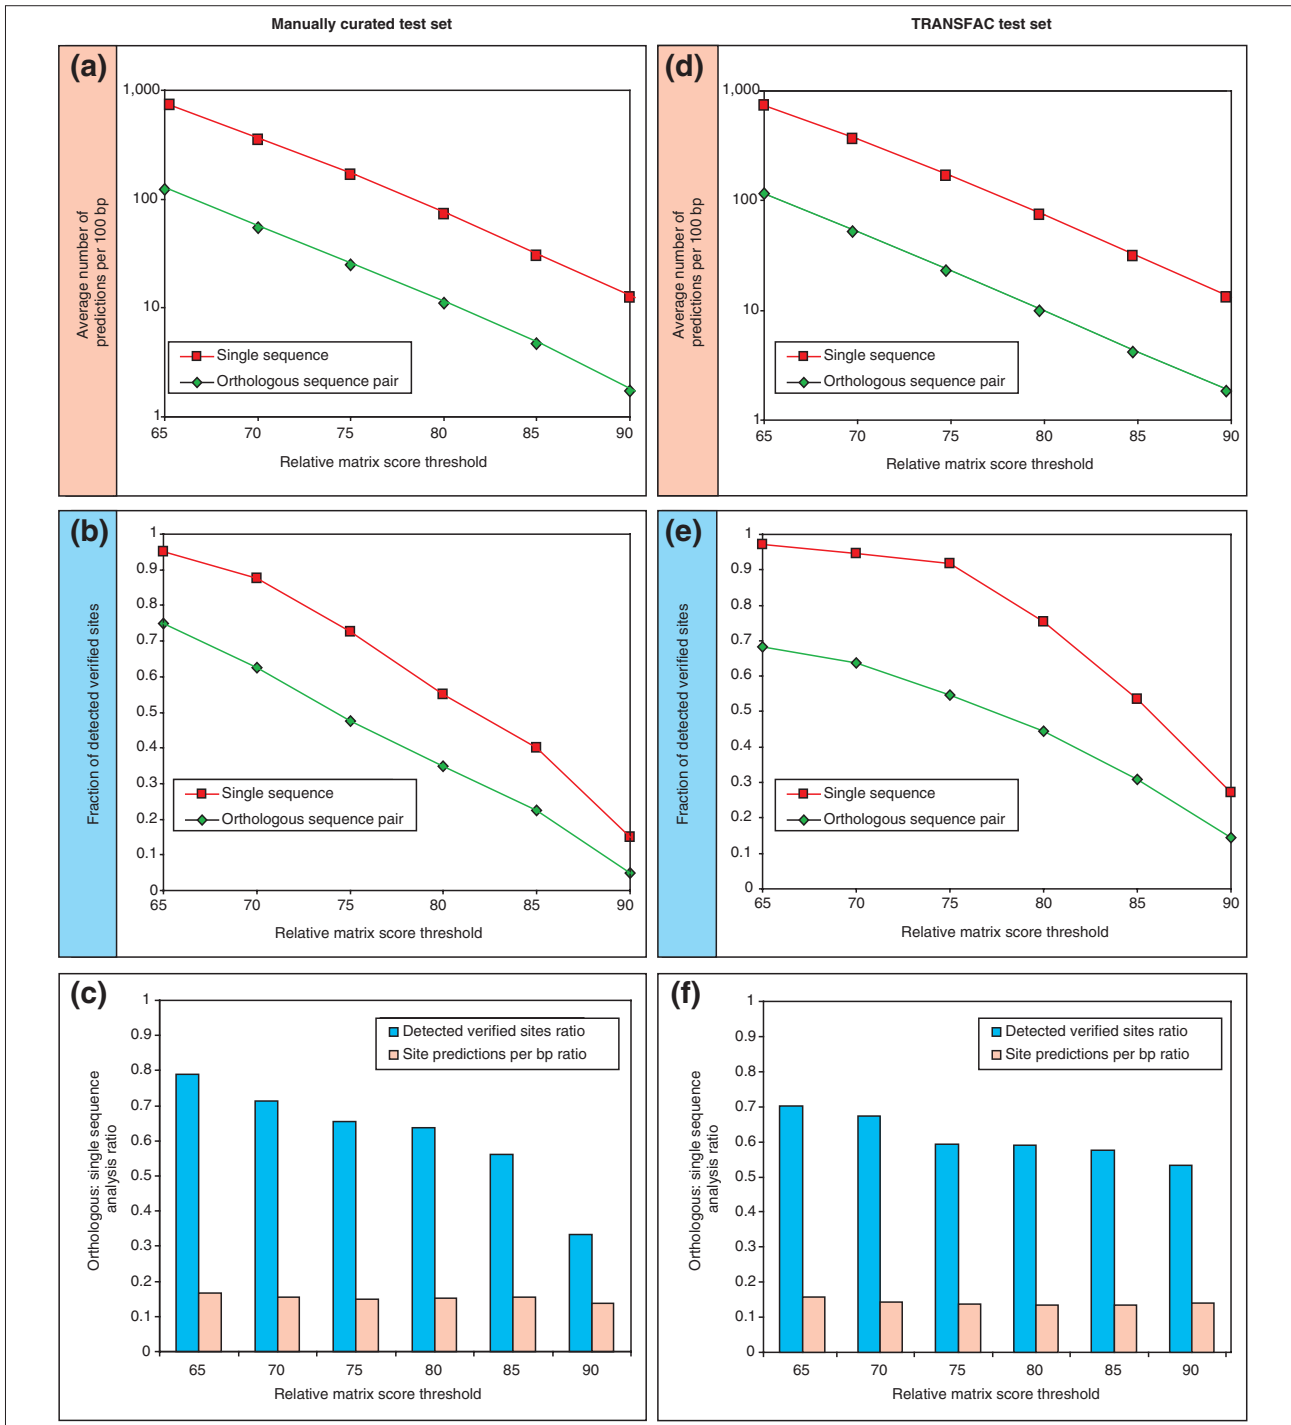 Manually curated test set
TRANSFAC test set
(a)
Average number of
predictions per 100 bp
1,000
100
10
1
Single sequence
Orthologous sequence pair
65 70 75 80 85 90
Relative matrix score threshold
(d)
Average number of
predictions per 100 bp
1,000
100
10
1
Single sequence
Orthologous sequence pair
65 70 75 80 85 90
Relative matrix score threshold
(b)
Fraction of detected verified sites
1
0.9
0.8
0.7
0.6
0.5
0.4
0.3
0.2
0.1
0
Single sequence
Orthologous sequence pair
65 70 75 80 85 90
Relative matrix score threshold
(e)
Fraction of detected verified sites
1
0.9
0.8
0.7
0.6
0.5
0.4
0.3
0.2
0.1
0
Single sequence
Orthologous sequence pair
65 70 75 80 85 90
Relative matrix score threshold
(c)
Orthologous: single sequence
analysis ratio
1
0.9
0.8
0.7
0.6
0.5
0.4
0.3
0.2
0.1
0
Detected verified sites ratio
Site predictions per bp ratio
65 70 75 80 85 90
Relative matrix score threshold
(f)
Orthologous: single sequence
analysis ratio
1
0.9
0.8
0.7
0.6
0.5
0.4
0.3
0.2
0.1
0
Detected verified sites ratio
Site predictions per bp ratio
65 70 75 80 85 90
Relative matrix score threshold